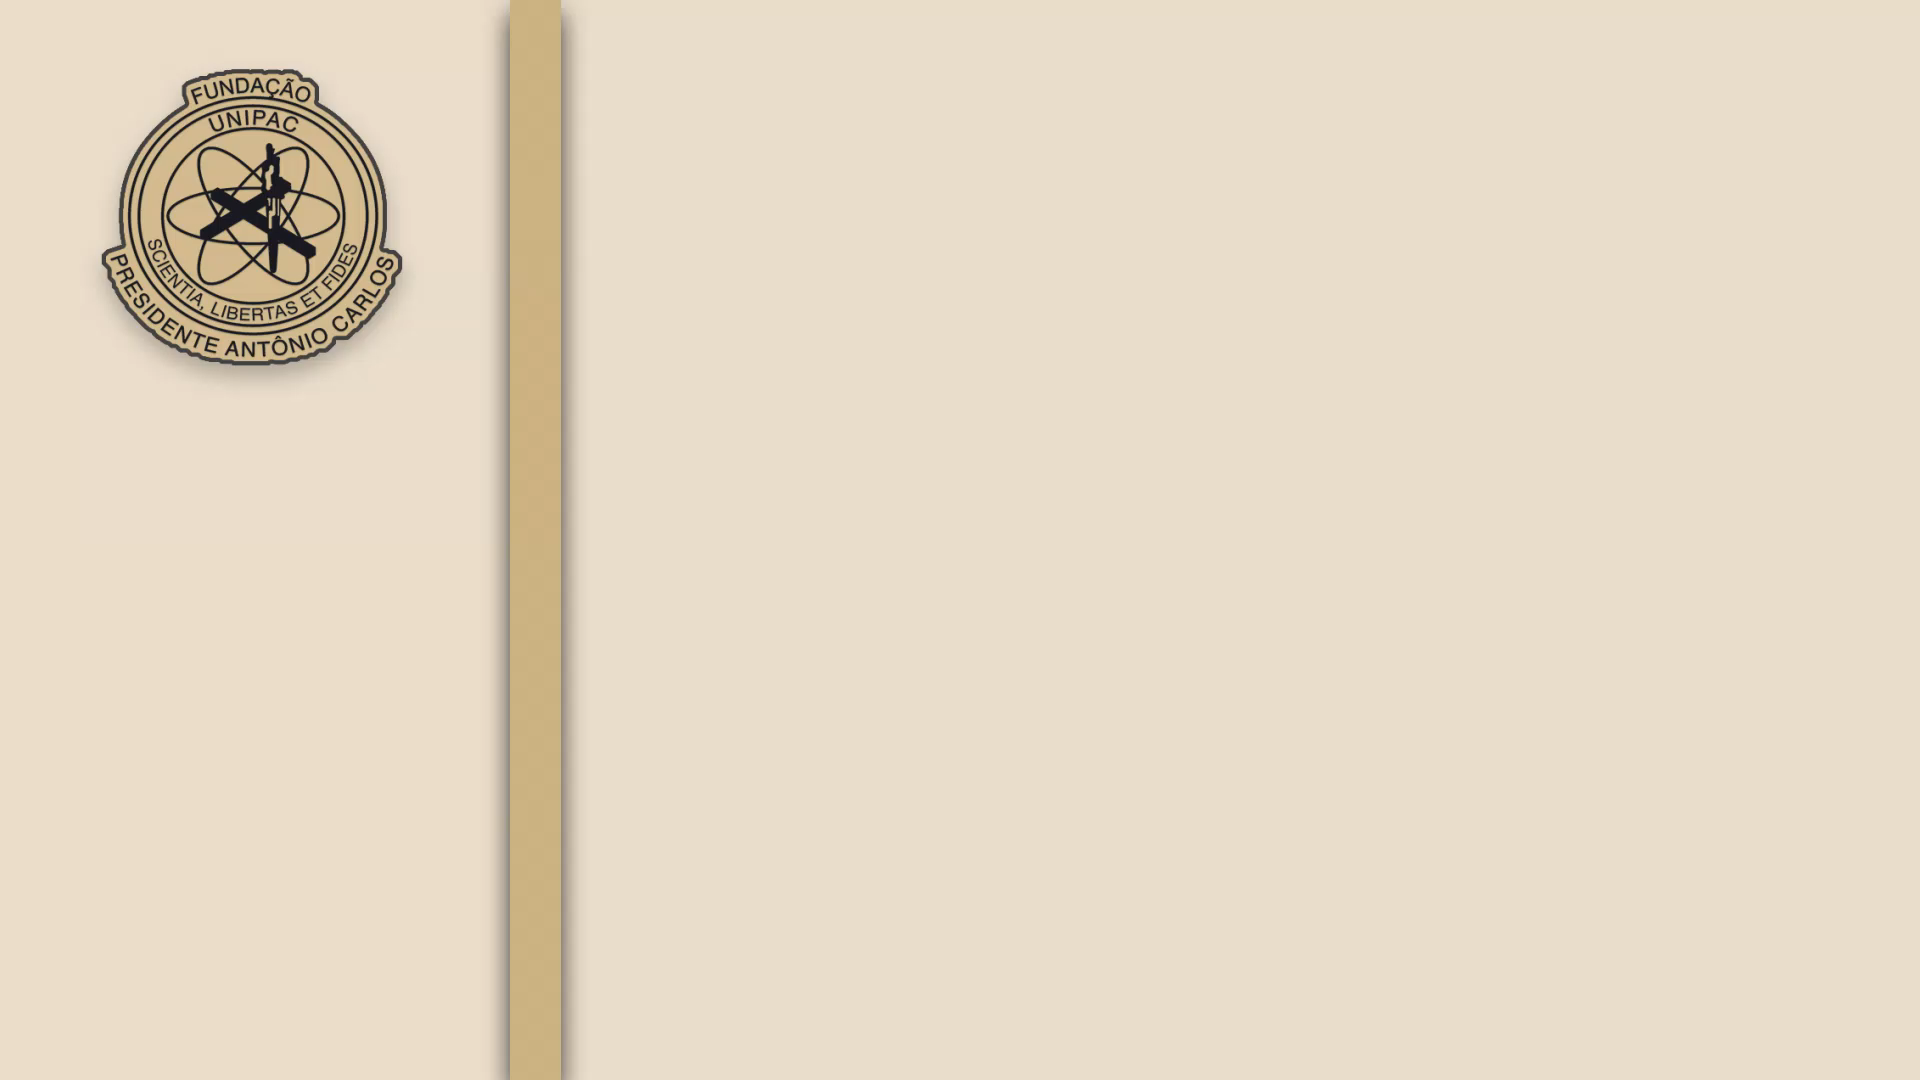 FUNDAÇÃO
UNIPAC
SCIENTIA, LIBERTAS ET FIDES
PRESIDENTE ANTÔNIO CARLOS